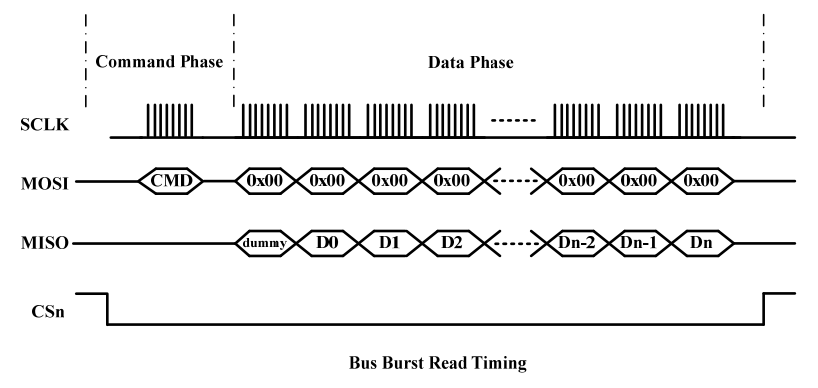 Command Phase Data Phase
SCLK
MOSI CMD 0x00 0x00 0x00 0x00 0x00 0x00 0x00
MISO dummy D0 D1 D2 Dn-2 Dn-1 Dn
CSn
Bus Burst Read Timing